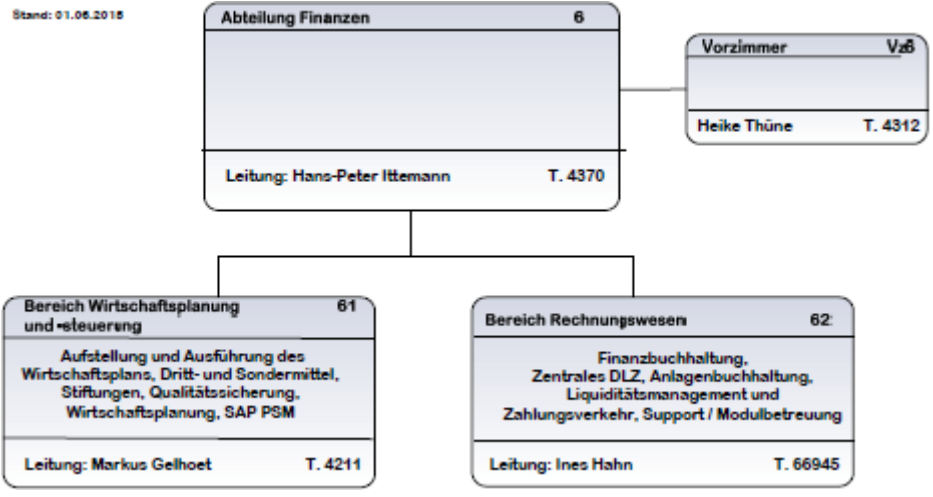 Stand: 01.06.2015
Abteilung Finanzen 6
Leitung: Hans-Peter Ittemann T. 4370
Vorzimmer Vz6
Heike Thüne T. 4312
Bereich Wirtschaftsplanung 61
und -steuerung
Aufstellung und Ausführung des
Wirtschaftsplans, Dritt- und Sondermittel,
Stiftungen, Qualitätssicherung,
Wirtschaftsplanung, SAP PSM
Leitung: Markus Gelhoet T. 4211
Bereich Rechnungswesen 62
Finanzbuchhaltung,
Zentrales DLZ, Anlagenbuchhaltung,
Liquiditätsmanagement und
Zahlungsverkehr, Support / Modulbetreuung
Leitung: Ines Hahn T. 66945